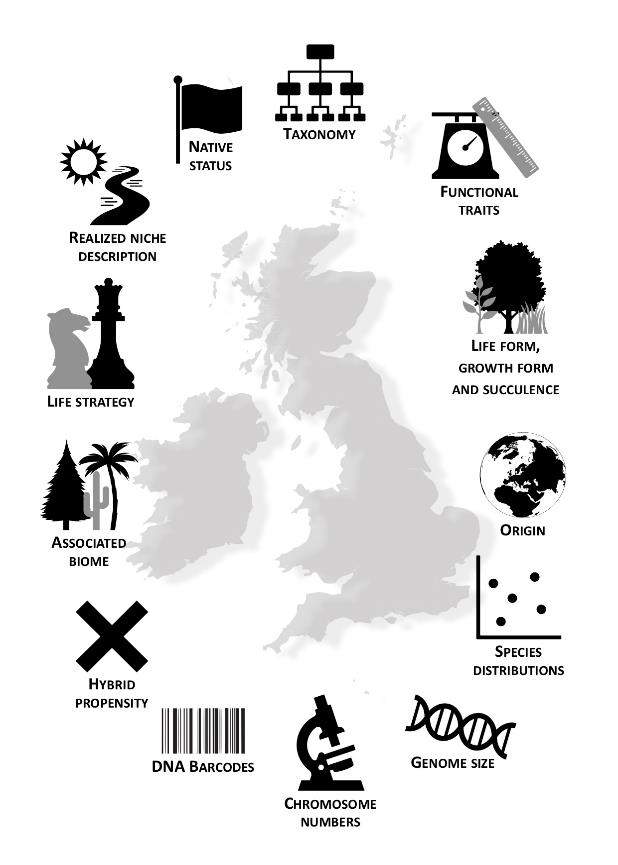 TAXONOMY
NATIVE
STATUS
FUNCTIONAL
TRAITS
REALIZED NICHE
DESCRIPTION
LIFE FORM,
GROWTH FORM
AND SUCCULENCE
LIFE STRATEGY
ORIGIN
ASSOCIATED
BIOME
SPECIES
DISTRIBUTIONS
HYBRID
PROPENSITY
DNA BARCODES
GENOME SIZE
CHROMOSOME
NUMBERS